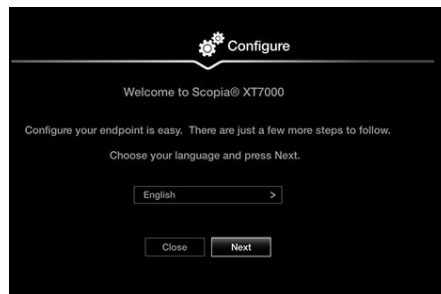 Configure
Welcome to Scopia® XT7000
Configure your endpoint is easy. There are just a few more steps to follow.
Choose your language and press Next.
English >
Close Next